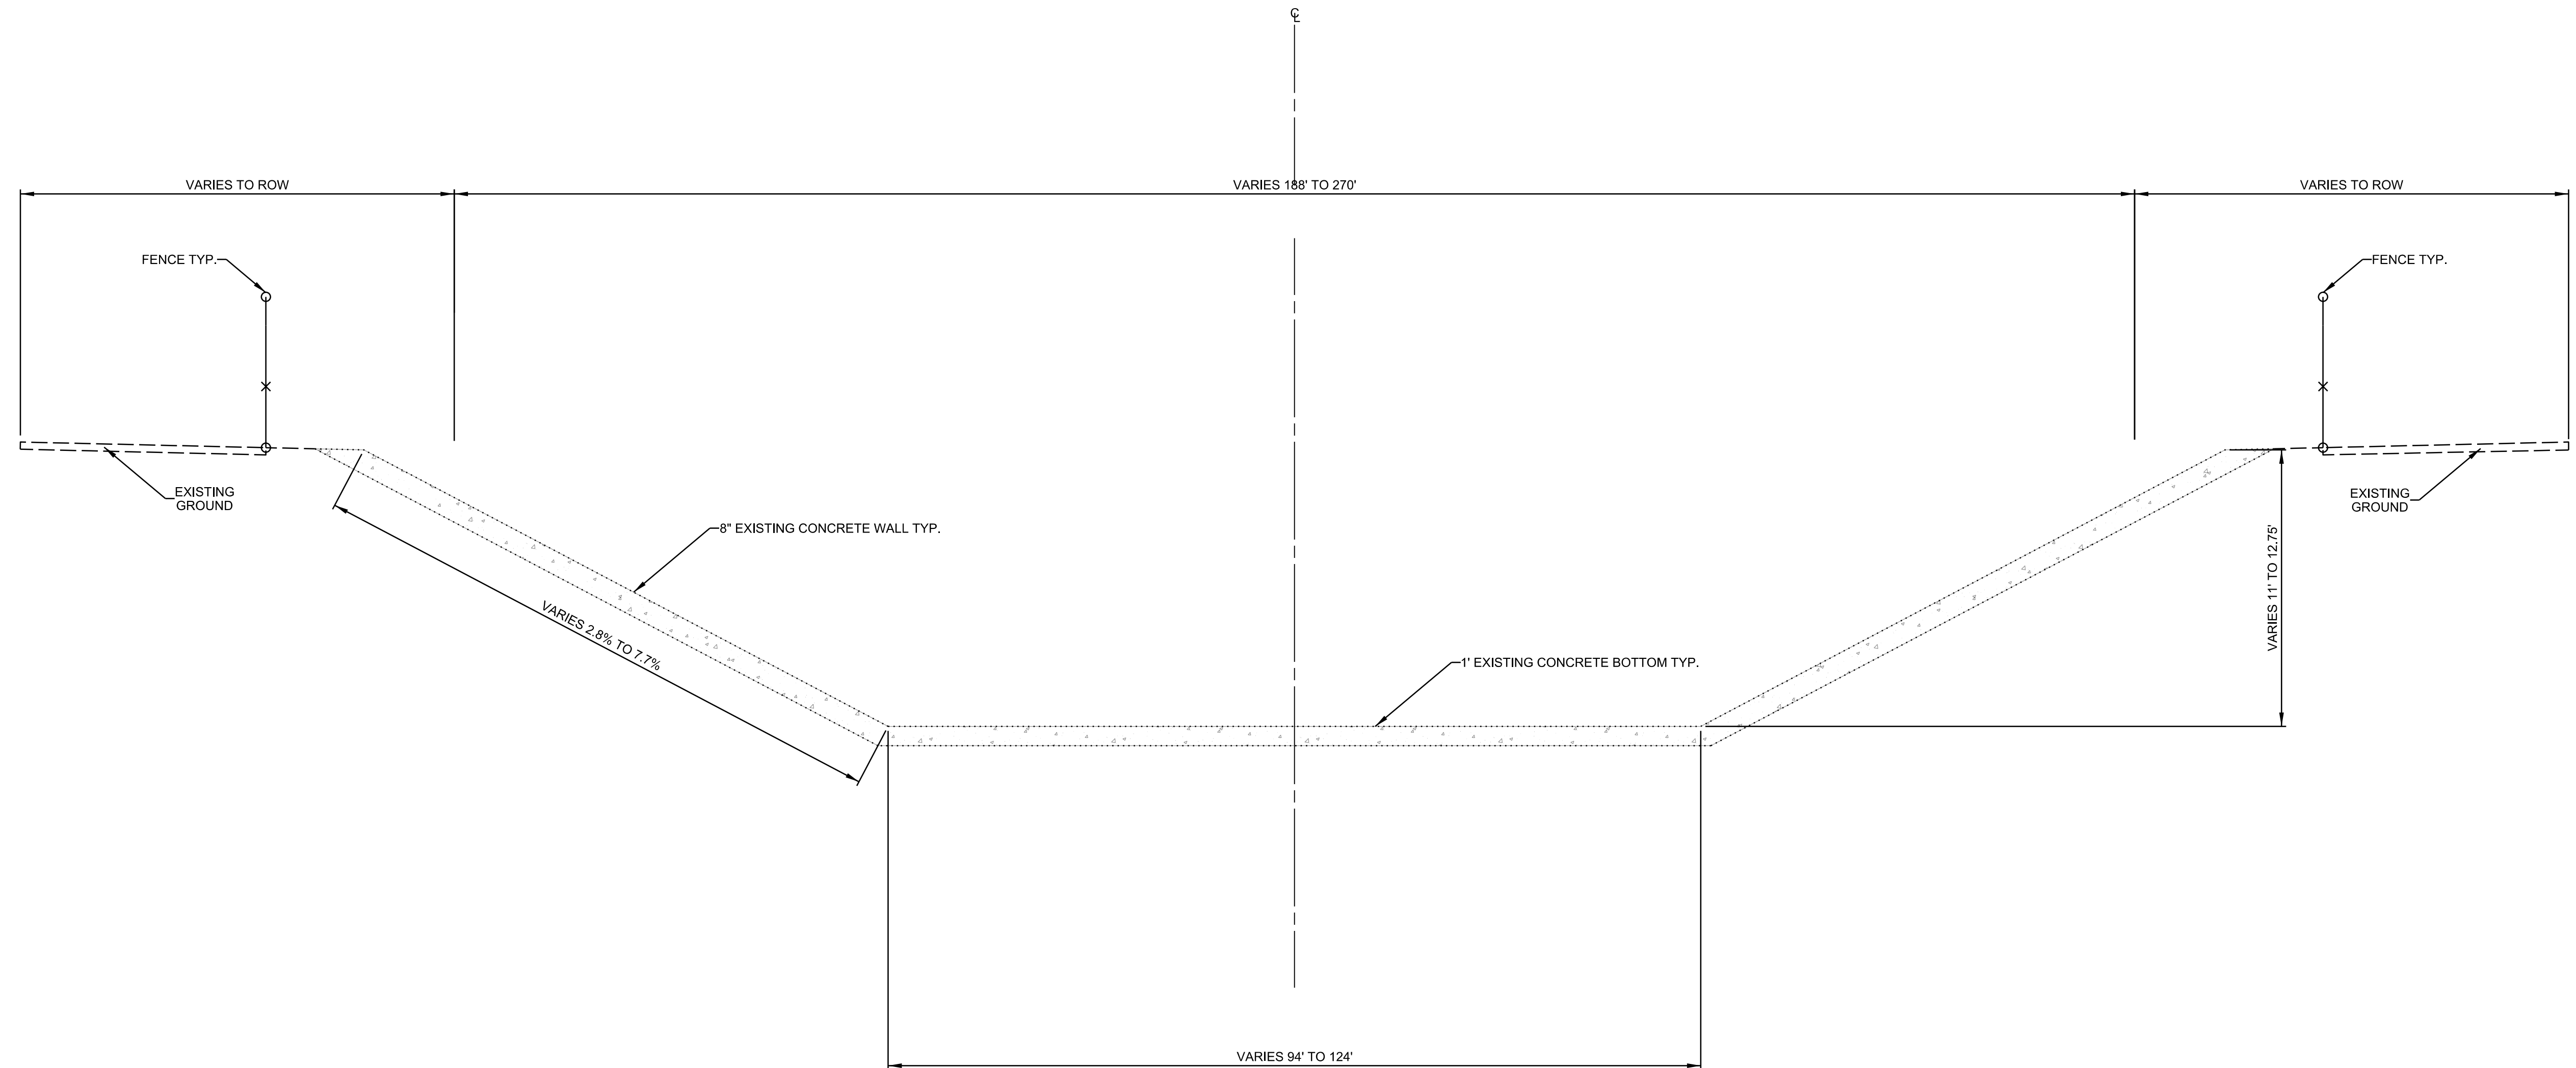 ℄
VARIES TO ROW
VARIES 188' TO 270'
VARIES TO ROW
FENCE TYP.
FENCE TYP.
EXISTING
GROUND
EXISTING
GROUND
8" EXISTING CONCRETE WALL TYP.
VARIES 11' TO 12.75'
VARIES 2.8% TO 7.7%
1' EXISTING CONCRETE BOTTOM TYP.
VARIES 94' TO 124'